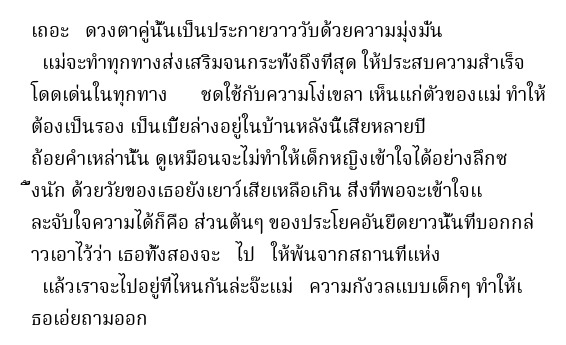 เถอะ ดวงตาคู่นั้นเป็นประกายวาววับด้วยความมุ่งมั่น
แม่จะทำทุกทางส่งเสริมจนกระทั่งถึงที่สุด ให้ประสบความสำเร็จ
โดดเด่นในทุกทาง ชดใช้กับความโง่เขลา เห็นแก่ตัวของแม่ ทำให้
ต้องเป็นรอง เป็นเบี้ยล่างอยู่ในบ้านหลังนี้เสียหลายปี
ถ้อยคำเหล่านั้น ดูเหมือนจะไม่ทำให้เด็กหญิงเข้าใจได้อย่างลึกซ
ึ้งนัก ด้วยวัยของเธอยังเยาว์เสียเหลือเกิน สิ่งที่พอจะเข้าใจแ
ละจับใจความได้ก็คือ ส่วนต้นๆ ของประโยคอันยืดยาวนั้นที่บอกกล่
าวเอาไว้ว่า เธอทั้งสองจะ ไป ให้พ้นจากสถานที่แห่ง
แล้วเราจะไปอยู่ที่ไหนกันล่ะจ๊ะแม่ ความกังวลแบบเด็กๆ ทำให้เ
ธอเอ่ยถามออก